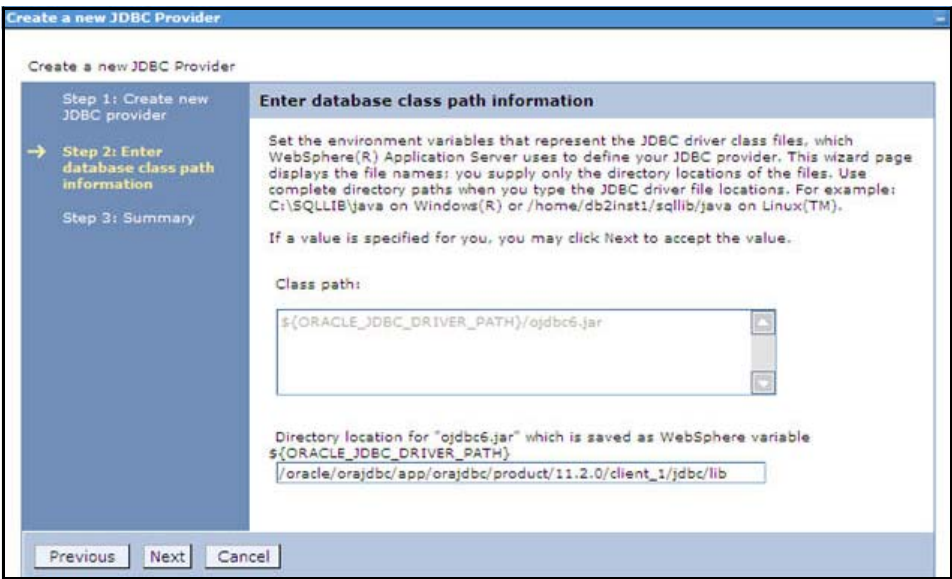 Create a new JDBC Provider
Create a new JDBC Provider
Step 1: Create new
JDBC provider
Step 2: Enter
database class path
information
Step 3: Summary
Enter database class path information
Set the environment variables that represent the JDBC driver class files, which
WebSphere(R) Application Server uses to define your JDBC provider. This wizard page
displays the file names; you supply only the directory locations of the files. Use
complete directory paths when you type the JDBC driver file locations. For example:
C:\SQLLIB\java on Windows(R) or /home/db2inst1/sqllib/java on Linux(TM).
If a value is specified for you, you may click Next to accept the value.
Class path:
${ORACLE_JDBC_DRIVER_PATH}/ojdbc6.jar
Directory location for "ojdbc6.jar" which is saved as WebSphere variable
${ORACLE_JDBC_DRIVER_PATH}
/oracle/orajdbc/app/orajdbc/product/11.2.0/client_1/jdbc/lib
Previous Next Cancel